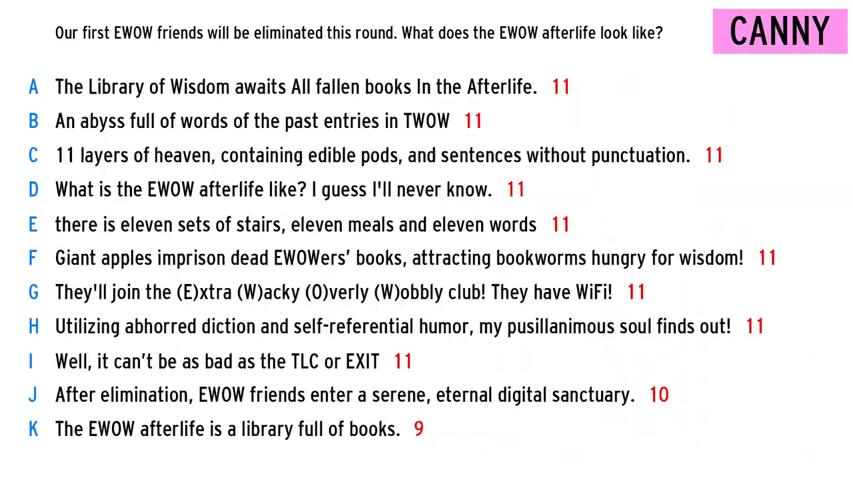 Our first EWOW friends will be eliminated this round. What does the EWOW afterlife look like?
CANNY
A The Library of Wisdom awaits All fallen books In the Afterlife. 11
B An abyss full of words of the past entries in TWOW 11
C 11 layers of heaven, containing edible pods, and sentences without punctuation. 11
D What is the EWOW afterlife like? I guess I'll never know. 11
E there is eleven sets of stairs, eleven meals and eleven words 11
F Giant apples imprison dead EWOWers’ books, attracting bookworms hungry for wisdom! 11
G They'll join the (E)xtra (W)acky (O)verly (W)obbly club! They have WiFi! 11
H Utilizing abhorred diction and self-referential humor, my pusillanimous soul finds out! 11
I Well, it can’t be as bad as the TLC or EXIT 11
J After elimination, EWOW friends enter a serene, eternal digital sanctuary. 10
K The EWOW afterlife is a library full of books. 9